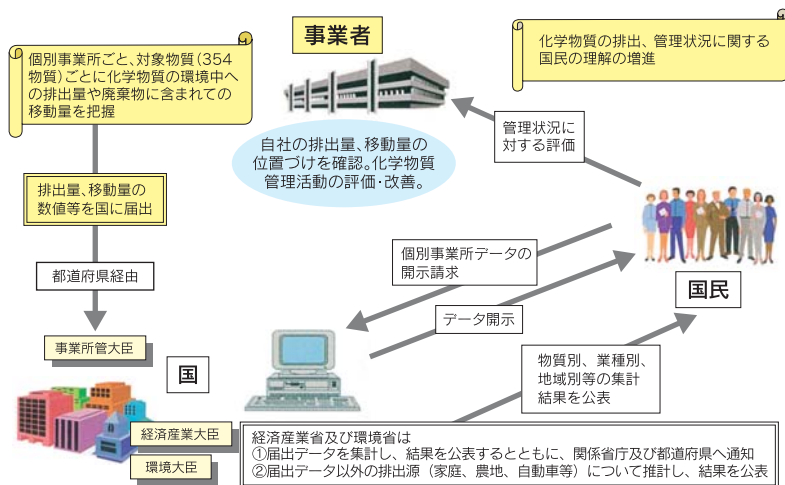 個別事業所ごと、対象物質(354
物質)ごとに化学物質の環境中へ
の排出量や廃棄物に含まれての
移動量を把握
事業者
化学物質の排出、管理状況に関する
国民の理解の増進
自社の排出量、移動量の
位置づけを確認。化学物質
管理活動の評価・改善。
管理状況に
対する評価
排出量、移動量の
数値等を国に届出
都道府県経由
事業所管大臣
国
個別事業所データの
開示請求
データ開示
国民
物質別、業種別、
地域別等の集計
結果を公表
経済産業大臣
環境大臣
経済産業省及び環境省は
①届出データを集計し、結果を公表するとともに、関係省庁及び都道府県へ通知
②届出データ以外の排出源（家庭、農地、自動車等）について推計し、結果を公表